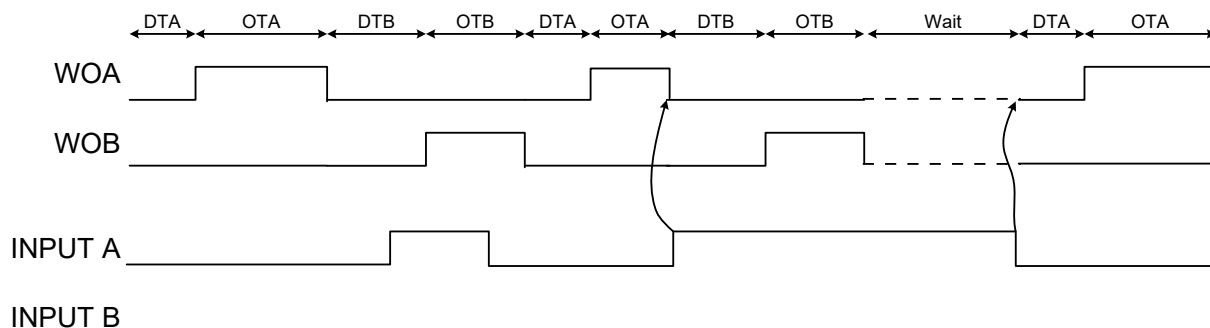 DTA OTA DTB OTB DTA OTA DTB OTB Wait DTA OTA
WOA
WOB
INPUT A
INPUT B